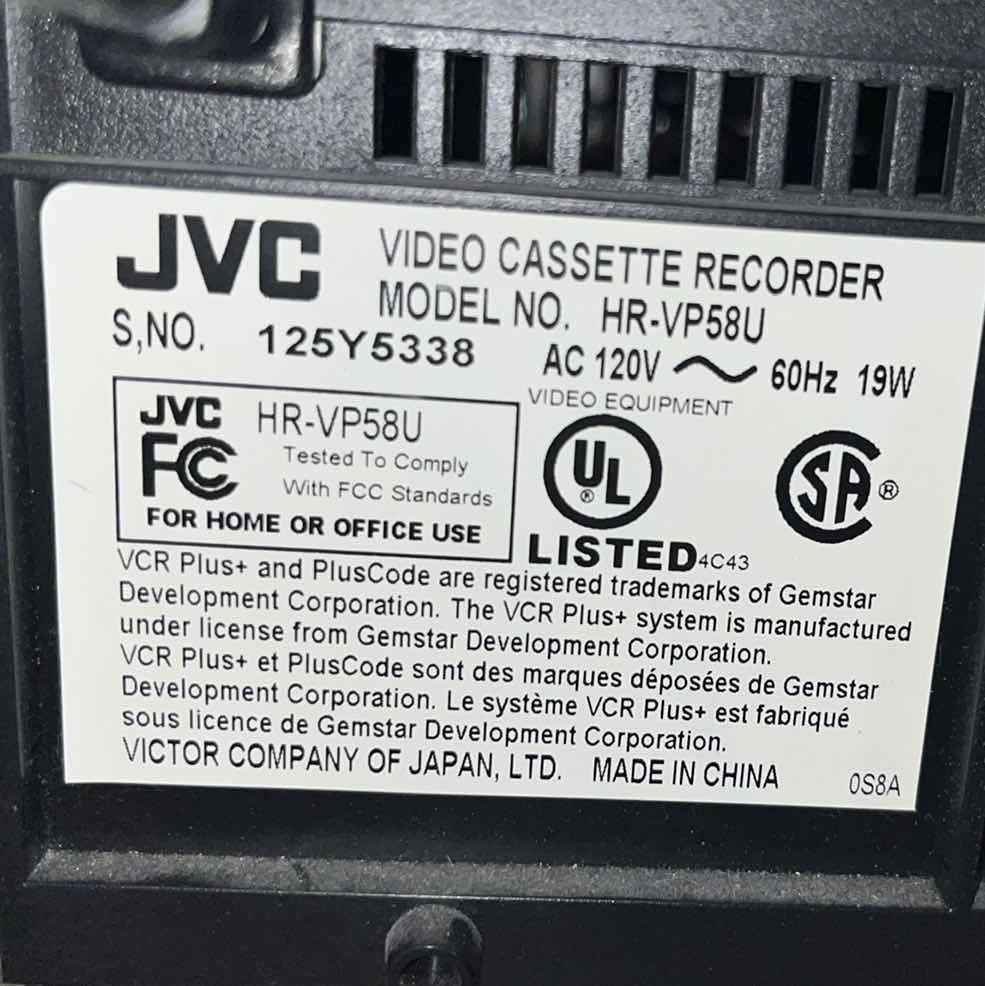 JVC VIDEO CASSETTE RECORDER
MODEL NO. HR-VP58U
S,NO. 125Y5338 AC 120V 60Hz 19W
JVC HR-VP58U
FC Tested To Comply
With FCC Standards
FOR HOME OR OFFICE USE
VIDEO EQUIPMENT
UL ®
LISTED 4C43
SA ®
VCR Plus+ and PlusCode are registered trademarks of Gemstar
Development Corporation. The VCR Plus+ system is manufactured
under license from Gemstar Development Corporation.
VCR Plus+ et PlusCode sont des marques déposées de Gemstar
Development Corporation. Le système VCR Plus+ est fabriqué
sous licence de Gemstar Development Corporation.
VICTOR COMPANY OF JAPAN, LTD. MADE IN CHINA 0S8A